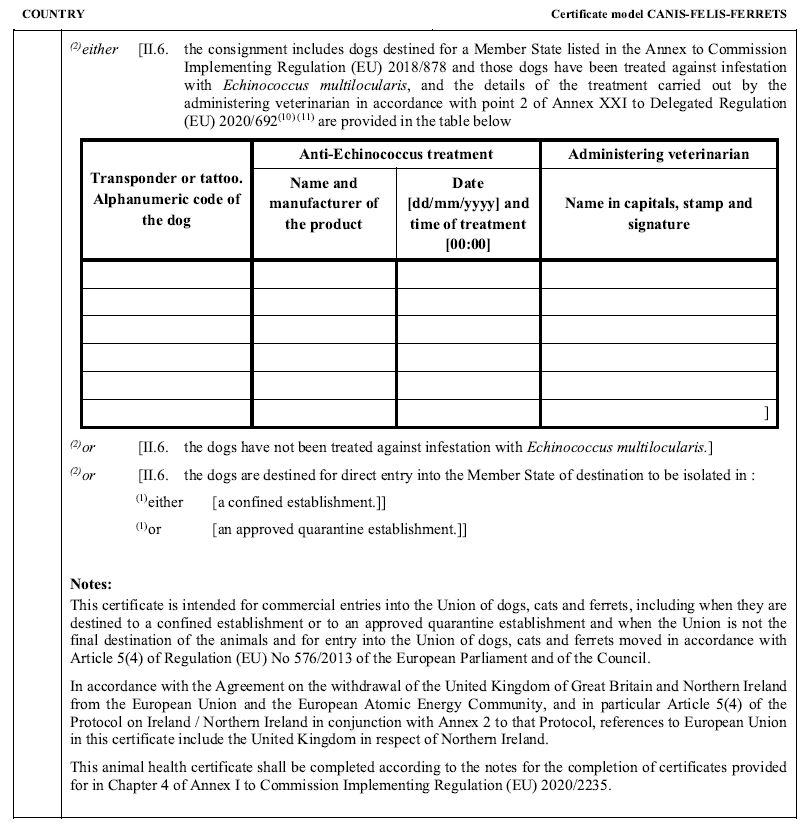 COUNTRY Certificate model CANIS-FELIS-FERRETS
(2)either [II.6. the consignment includes dogs destined for a Member State listed in the Annex to Commission
Implementing Regulation (EU) 2018/878 and those dogs have been treated against infestation
with Echinococcus multilocularis, and the details of the treatment carried out by the
administering veterinarian in accordance with point 2 of Annex XXI to Delegated Regulation
(EU) 2020/692(10)(11) are provided in the table below
Transponder or tattoo.
Alphanumeric code of
the dog
Anti-Echinococcus treatment
Administering veterinarian
Name and
manufacturer of
the product
Date
[dd/mm/yyyy] and
time of treatment
[00:00]
Name in capitals, stamp and
signature
]
(2)or [II.6. the dogs have not been treated against infestation with Echinococcus multilocularis.]
(2)or [II.6. the dogs are destined for direct entry into the Member State of destination to be isolated in :
(1)either [a confined establishment.]]
(1)or [an approved quarantine establishment.]]
Notes:
This certificate is intended for commercial entries into the Union of dogs, cats and ferrets, including when they are
destined to a confined establishment or to an approved quarantine establishment and when the Union is not the
final destination of the animals and for entry into the Union of dogs, cats and ferrets moved in accordance with
Article 5(4) of Regulation (EU) No 576/2013 of the European Parliament and of the Council.
In accordance with the Agreement on the withdrawal of the United Kingdom of Great Britain and Northern Ireland
from the European Union and the European Atomic Energy Community, and in particular Article 5(4) of the
Protocol on Ireland / Northern Ireland in conjunction with Annex 2 to that Protocol, references to European Union
in this certificate include the United Kingdom in respect of Northern Ireland.
This animal health certificate shall be completed according to the notes for the completion of certificates provided
for in Chapter 4 of Annex I to Commission Implementing Regulation (EU) 2020/2235.